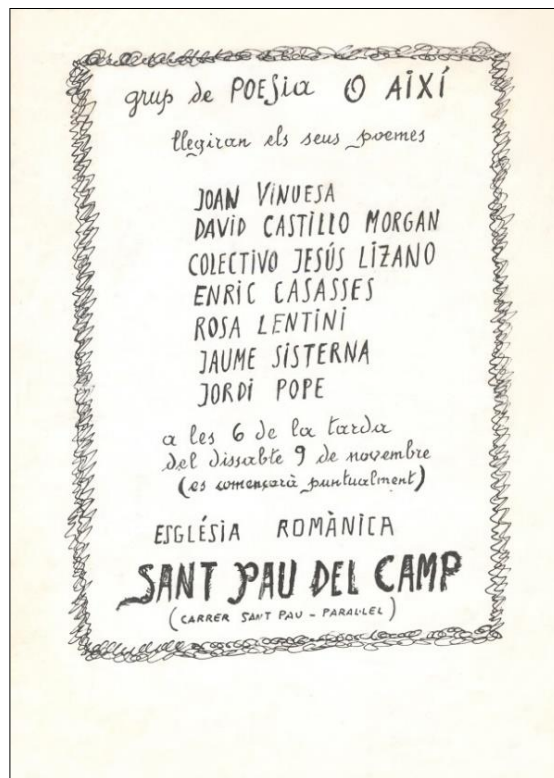 grup de POESia O AIXÍ
llegiran els seus poemes
JOAN VINUESA
DAVID CASTILLO MORGAN
COLECTIVO JESÚS LIZANO
ENRIC CASASSES
ROSA LENTINI
JAUME SISTERNA
JORDI POPE
a les 6 de la tarda
del dissabte 9 de novembre
(es començarà puntualment)
ESGLÉSIA ROMÀNICA
SANT PAU DEL CAMP
(CARRER SANT PAU - PARAL·LEL)